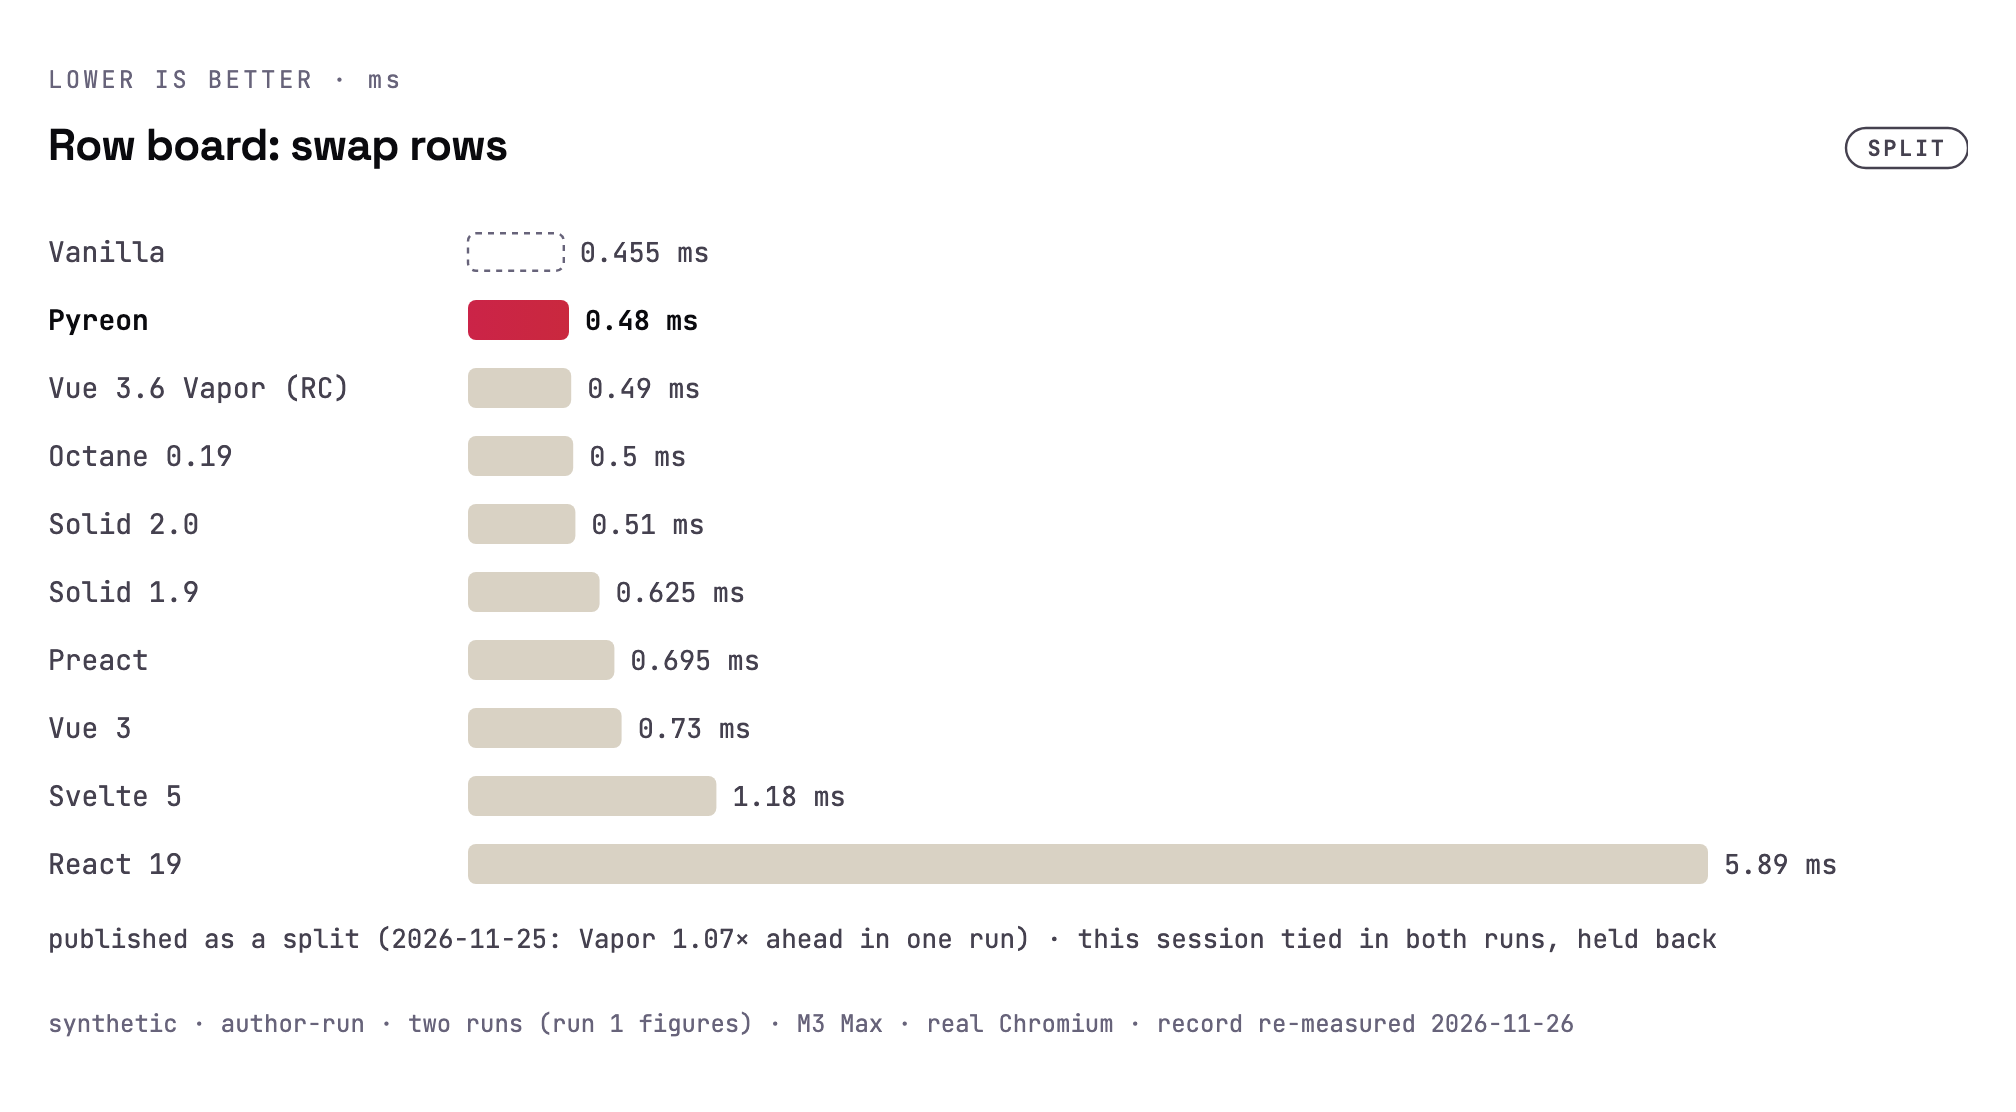 LOWER IS BETTER · ms
Row board: swap rows
SPLIT
Vanilla 0.455 ms
Pyreon 0.48 ms
Vue 3.6 Vapor (RC) 0.49 ms
Octane 0.19 0.5 ms
Solid 2.0 0.51 ms
Solid 1.9 0.625 ms
Preact 0.695 ms
Vue 3 0.73 ms
Svelte 5 1.18 ms
React 19 5.89 ms
published as a split (2026-11-25: Vapor 1.07× ahead in one run) · this session tied in both runs, held back
synthetic · author-run · two runs (run 1 figures) · M3 Max · real Chromium · record re-measured 2026-11-26